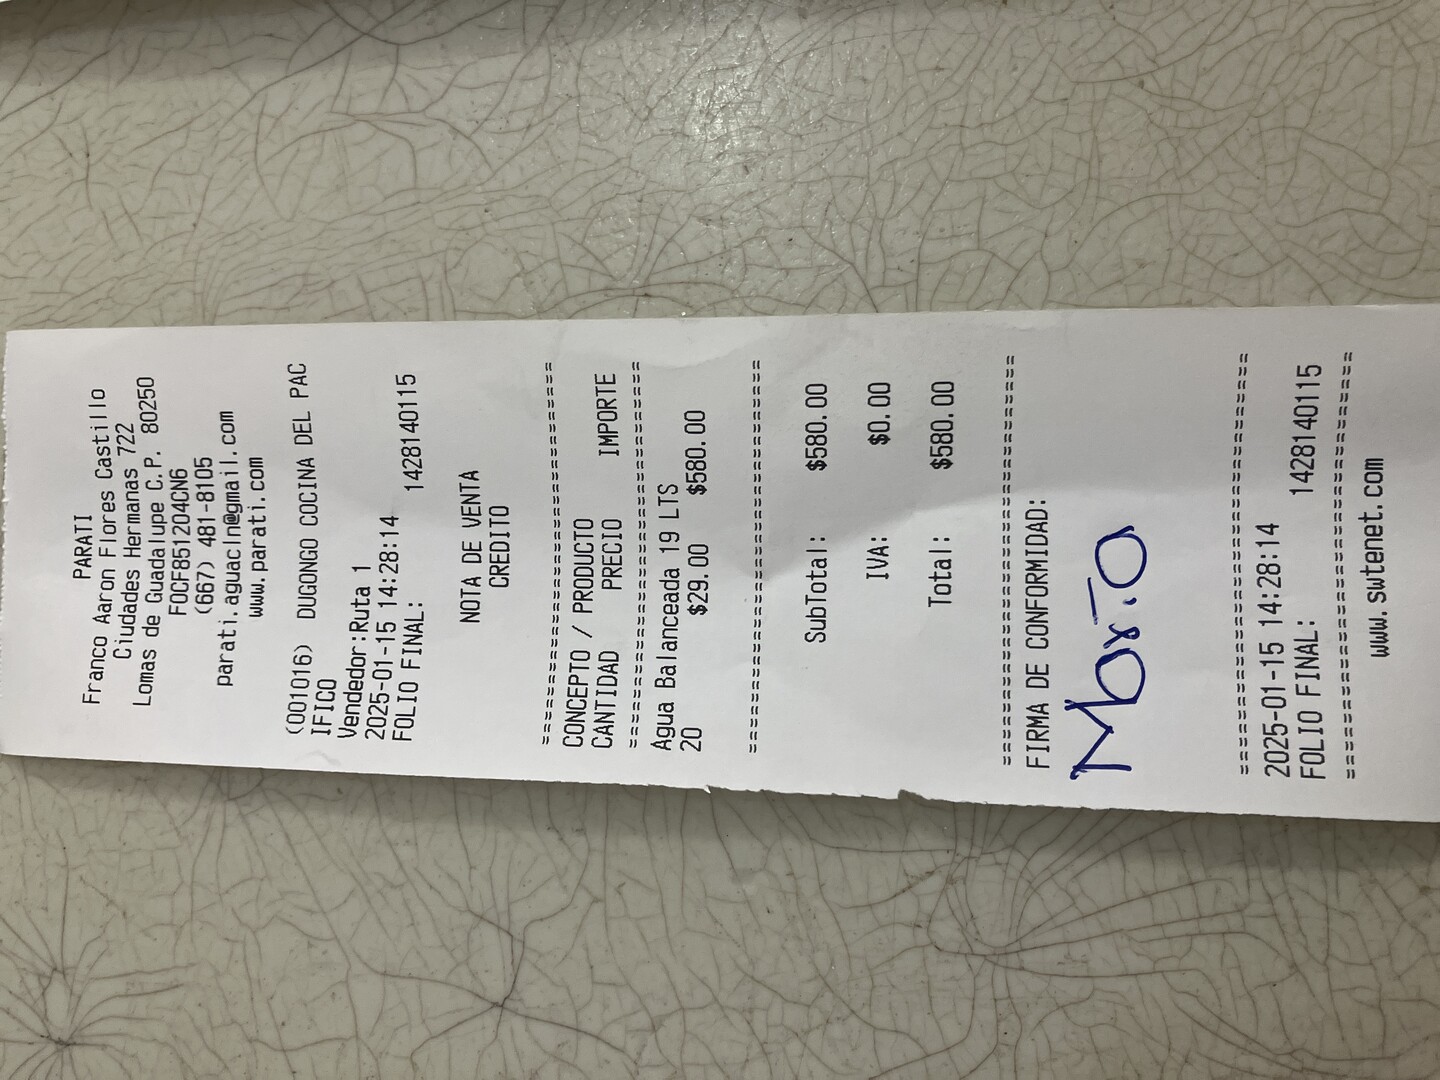 PARATI
Franco Aaron Flores Castillo
Ciudades Hermanas 722
Lomas de Guadalupe C.P. 80250
FOCF851204CN6
(667) 481-8105
parati.aguacln@gmail.com
www.parati.com
(001016) DUGONGO COCINA DEL PAC
IFICO
Vendedor:Ruta 1
2025-01-15 14:28:14
FOLIO FINAL: 1428140115
NOTA DE VENTA
CREDITO
==============================
CONCEPTO / PRODUCTO
CANTIDAD PRECIO IMPORTE
==============================
Agua Balanceada 19 LTS
20 $29.00 $580.00
==============================
SubTotal: $580.00
IVA: $0.00
Total: $580.00
==============================
FIRMA DE CONFORMIDAD:
==============================
2025-01-15 14:28:14
FOLIO FINAL: 1428140115
==============================
www.swtenet.com